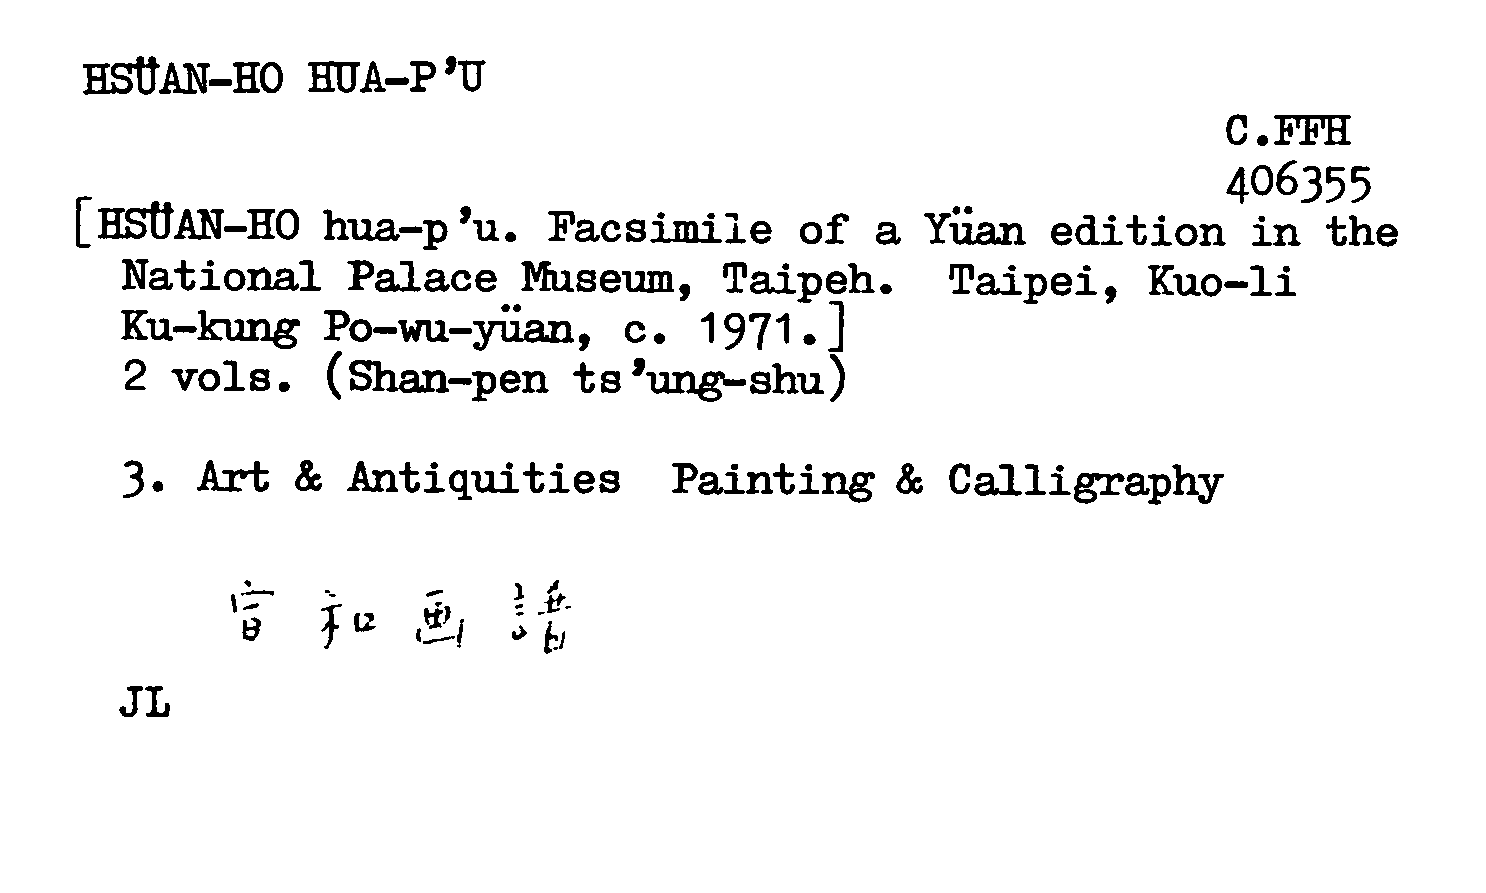 HSÜAN-HO HUA-P'U
C.FFH
406355
[HSÜAN-HO hua-p'u. Facsimile of a Yüan edition in the
National Palace Museum, Taipeh. Taipei, Kuo-li
Ku-kung Po-wu-yüan, c. 1971.]
2 vols. (Shan-pen ts'ung-shu)
3. Art & Antiquities Painting & Calligraphy
宣和画譜
JL